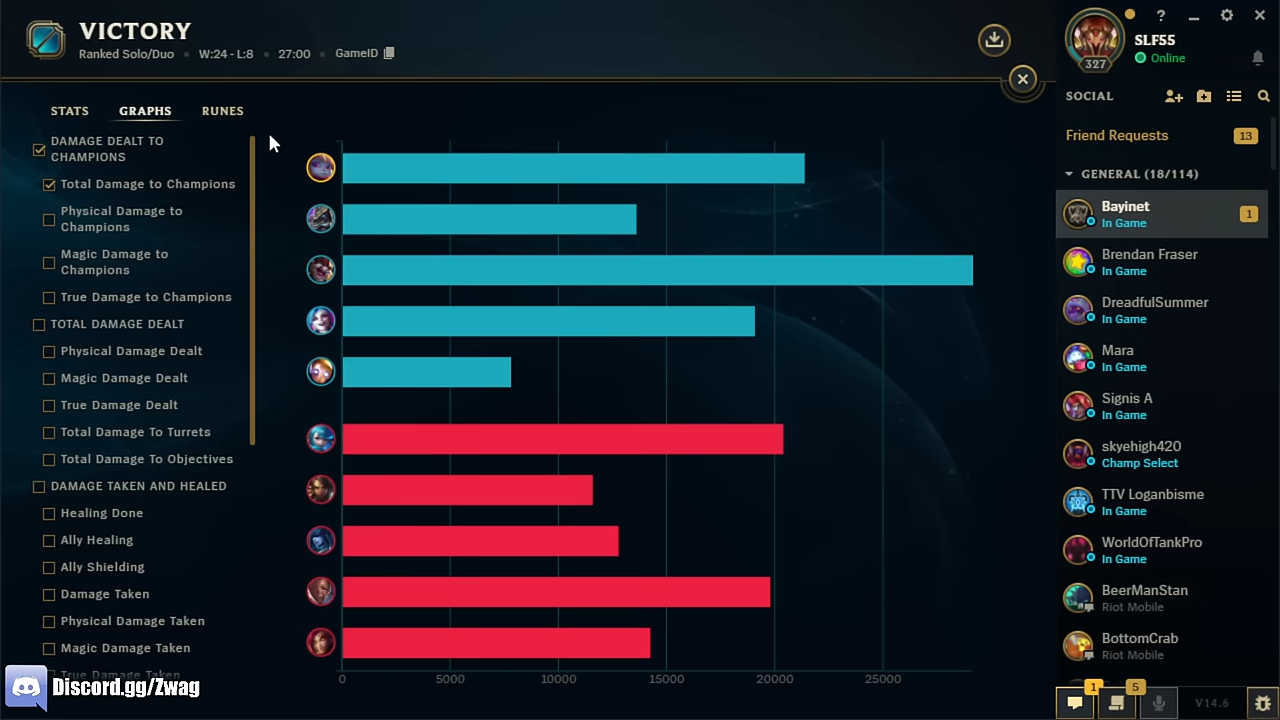 VICTORY
Ranked Solo/Duo • W:24 - L:8 • 27:00 GameID
STATS GRAPHS RUNES
DAMAGE DEALT TO
CHAMPIONS
Total Damage to Champions
Physical Damage to
Champions
Magic Damage to
Champions
True Damage to Champions
TOTAL DAMAGE DEALT
Physical Damage Dealt
Magic Damage Dealt
True Damage Dealt
Total Damage To Turrets
Total Damage To Objectives
DAMAGE TAKEN AND HEALED
Healing Done
Ally Healing
Ally Shielding
Damage Taken
Physical Damage Taken
Magic Damage Taken
True Damage Taken
Discord.gg/Zwag
0 5000 10000 15000 20000 25000
?
327
SLF55
Online
SOCIAL
Friend Requests 13
GENERAL (18/114)
Bayinet
In Game
1
Brendan Fraser
In Game
DreadfulSummer
In Game
Mara
In Game
Signis A
In Game
skyehigh420
Champ Select
TTV Loganbisme
In Game
WorldOfTankPro
In Game
BeerManStan
Riot Mobile
BottomCrab
Riot Mobile
1 5 V14.6